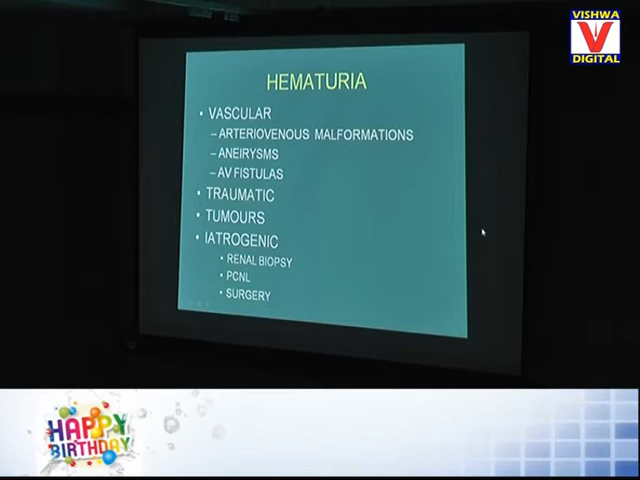 VISHWA
V
DIGITAL
HEMATURIA
• VASCULAR
– ARTERIOVENOUS MALFORMATIONS
– ANEIRYSMS
– AV FISTULAS
• TRAUMATIC
• TUMOURS
• IATROGENIC
• RENAL BIOPSY
• PCNL
• SURGERY
HAPPY
BIRTHDAY